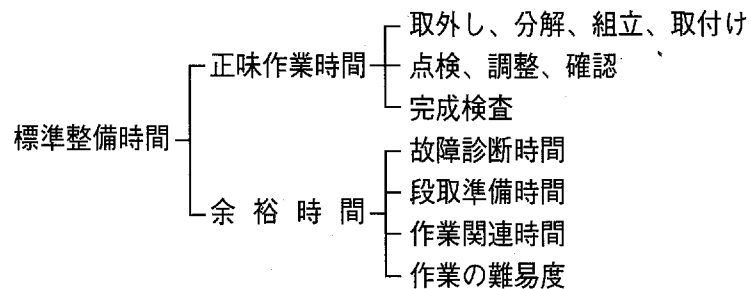 取外し、分解、組立、取付け
正味作業時間
点検、調整、確認
完成検査
標準整備時間
故障診断時間
段取準備時間
余裕時間
作業関連時間
作業の難易度